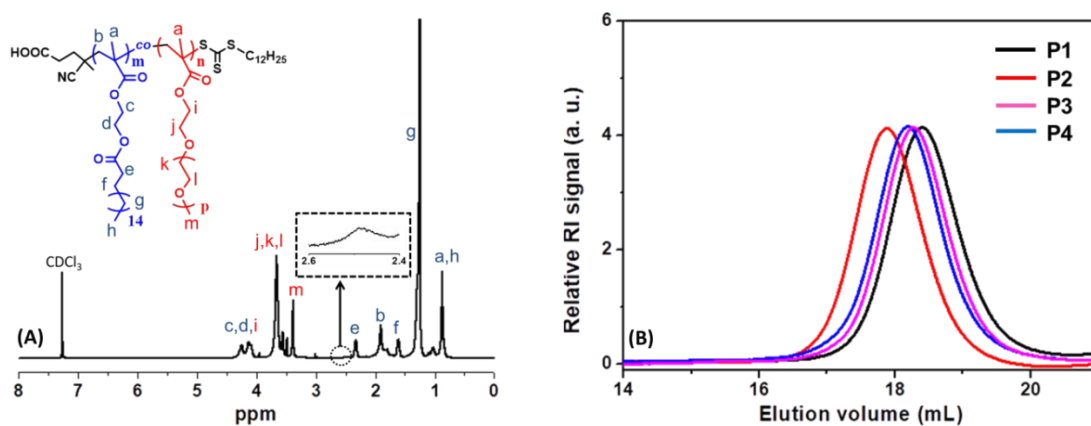 b a co a
HOOC m n S S C12H25
NC O O S
O O
c i
d j
O O
O k
e O l
f O p
g m
h 14
g
2.6 2.4
j,k,l
CDCl3
a,h
m
(A)
c,d,i e b f
8 7 6 5 4 3 2 1 0
ppm
6
P1
P2
P3
P4
4
Relative RI signal (a. u.)
2
(B)
0
14 16 18 20
Elution volume (mL)